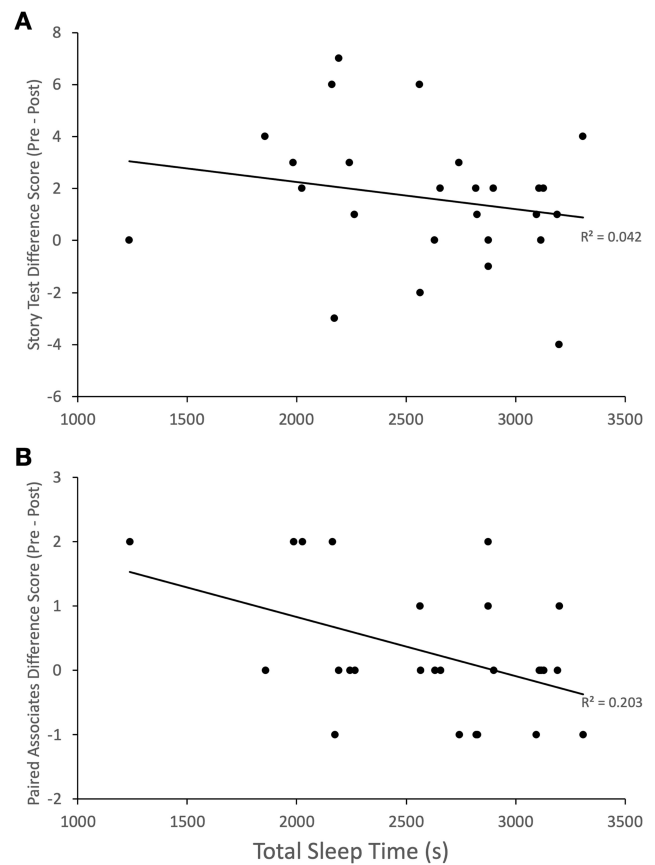 A
Story Test Difference Score (Pre - Post)
8
6
4
2
0
-2
-4
-6
R² = 0.042
1000 1500 2000 2500 3000 3500
B
Paired Associates Difference Score (Pre - Post)
3
2
1
0
-1
-2
R² = 0.203
1000 1500 2000 2500 3000 3500
Total Sleep Time (s)